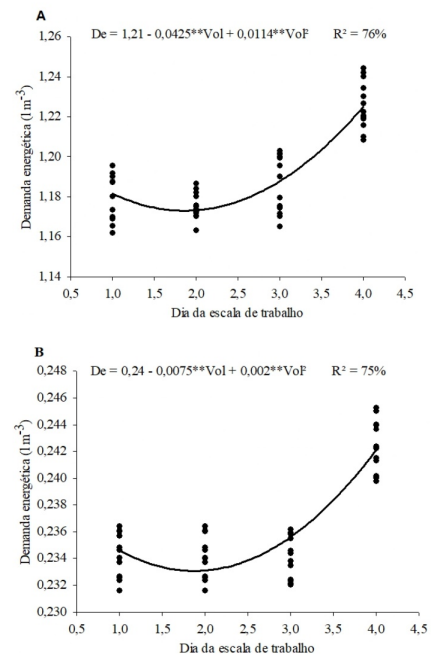 A
De = 1,21 - 0,0425**Vol + 0,0114**Vol² R² = 76%
1,26
1,24
1,22
1,20
1,18
1,16
1,14
Demanda energética (l m⁻³)
0,5 1,0 1,5 2,0 2,5 3,0 3,5 4,0 4,5
Dia da escala de trabalho
B
De = 0,24 - 0,0075**Vol + 0,002**Vol² R² = 75%
0,248
0,246
0,244
0,242
0,240
0,238
0,236
0,234
0,232
0,230
Demanda energética (l m⁻³)
0,5 1,0 1,5 2,0 2,5 3,0 3,5 4,0 4,5
Dia da escala de trabalho